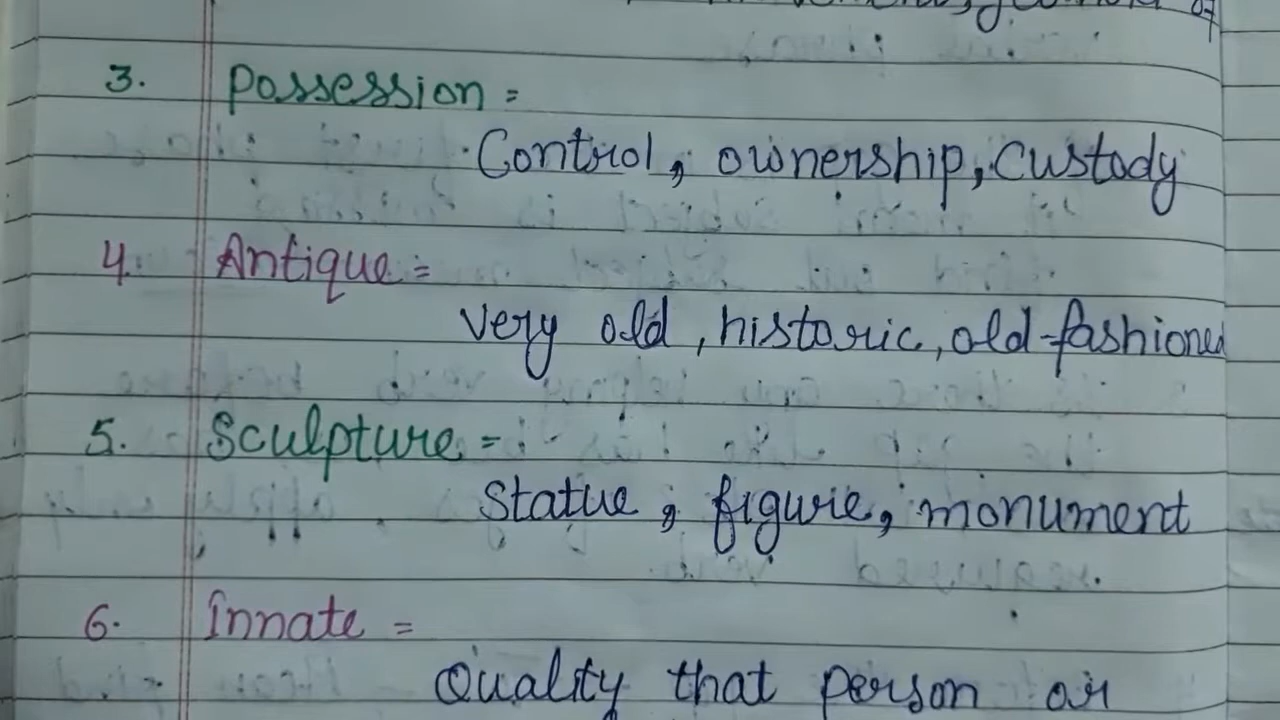 3. Possession =
Control, ownership, Custody
4. Antique =
Very old, historic, old-fashioned
5. Sculpture =
Statue, figure, monument
6. Innate =
Quality that person or